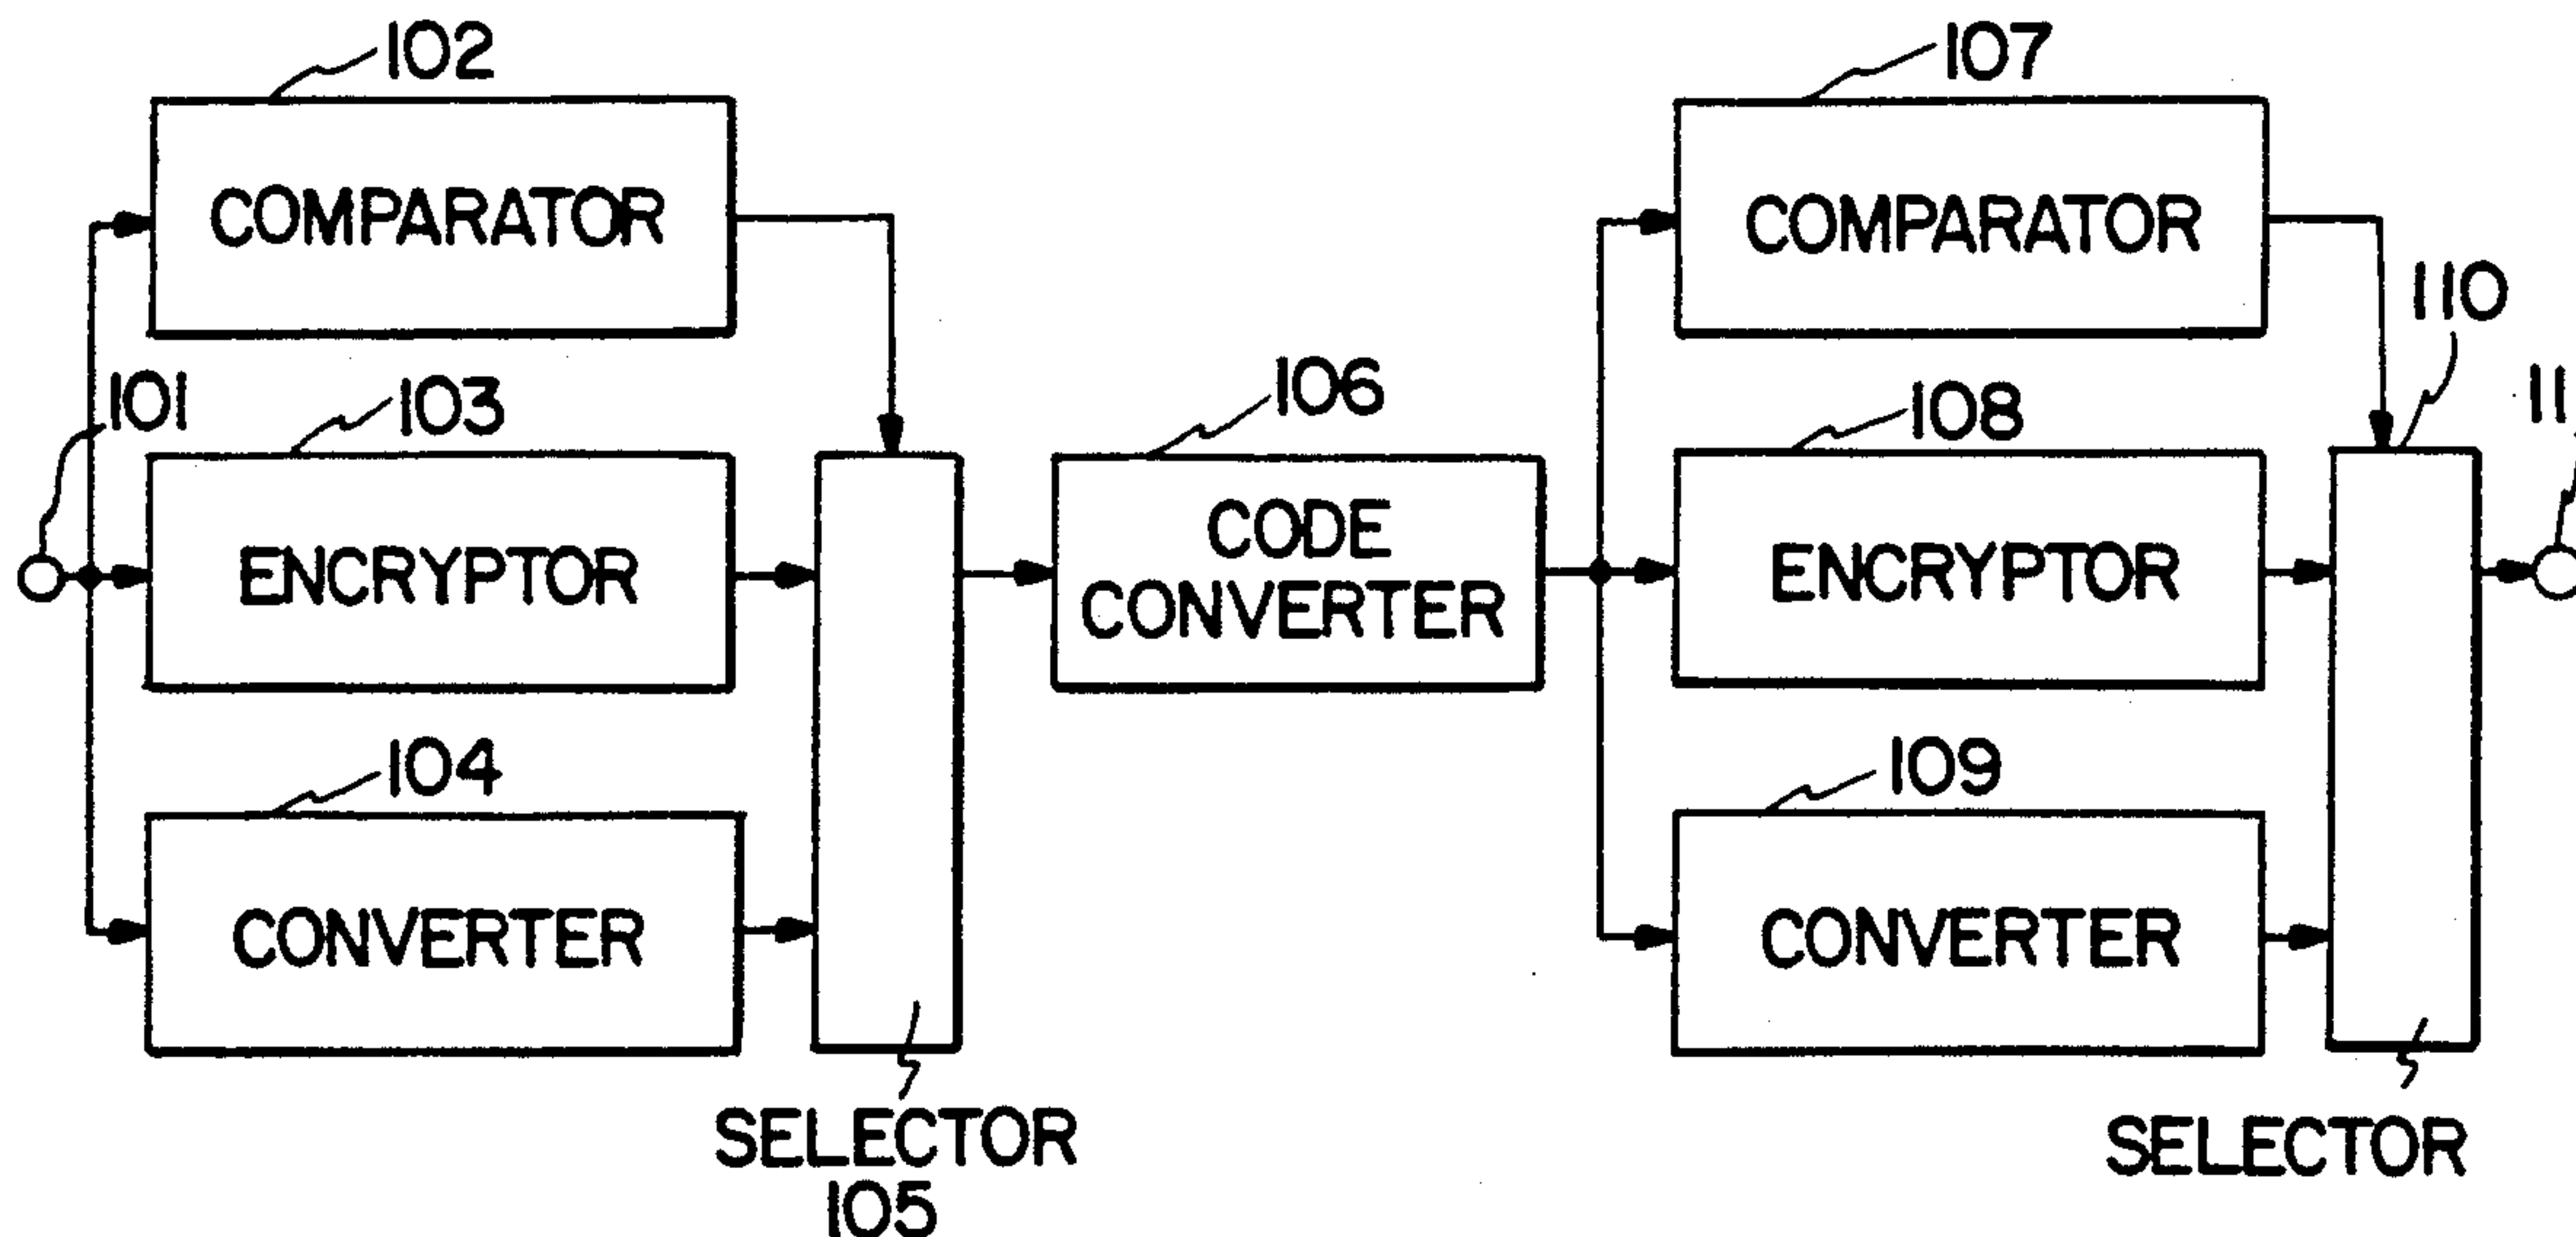 102
107
COMPARATOR
COMPARATOR
110
101
103
106
108
11
ENCRYPTOR
CODE
CONVERTER
ENCRYPTOR
104
109
CONVERTER
CONVERTER
SELECTOR
105
SELECTOR